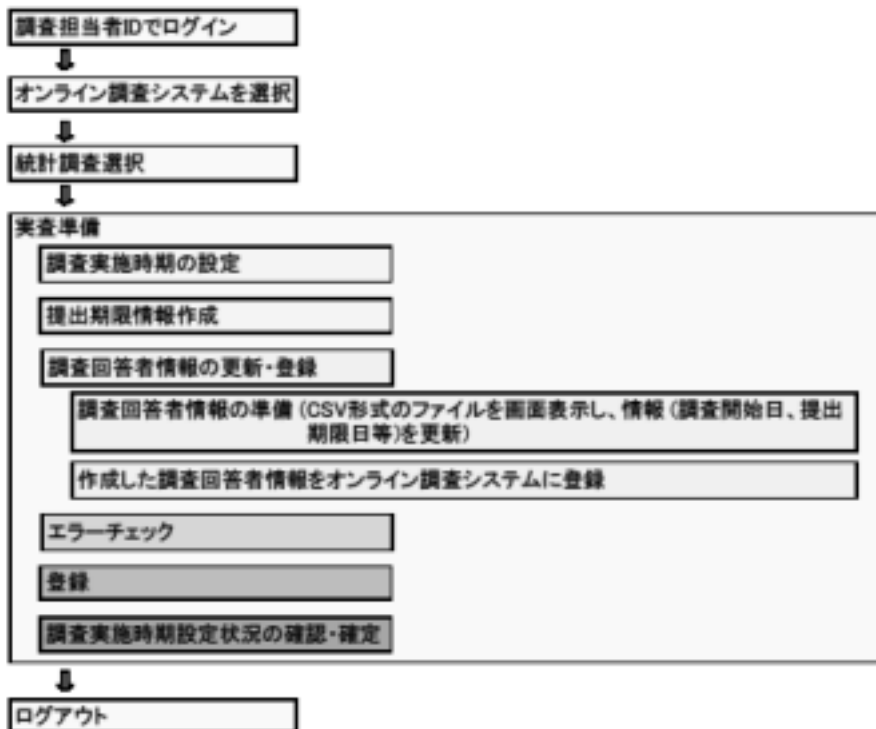 調査担当者IDでログイン
オンライン調査システムを選択
統計調査選択
実査準備
調査実施時期の設定
提出期限情報作成
調査回答者情報の更新・登録
調査回答者情報の準備(CSV形式のファイルを画面表示し、情報(調査開始日、提出
期限日等)を更新)
作成した調査回答者情報をオンライン調査システムに登録
エラーチェック
登録
調査実施時期設定状況の確認・確定
ログアウト